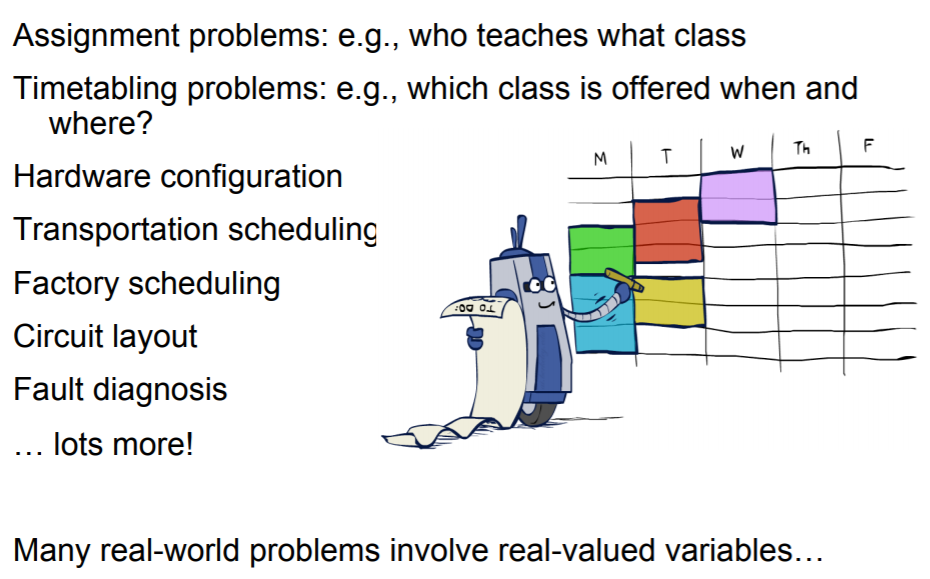 Assignment problems: e.g., who teaches what class
Timetabling problems: e.g., which class is offered when and
where?
Hardware configuration
Transportation scheduling
Factory scheduling
Circuit layout
Fault diagnosis
… lots more!
M T W Th F
TO DO:
Many real-world problems involve real-valued variables…